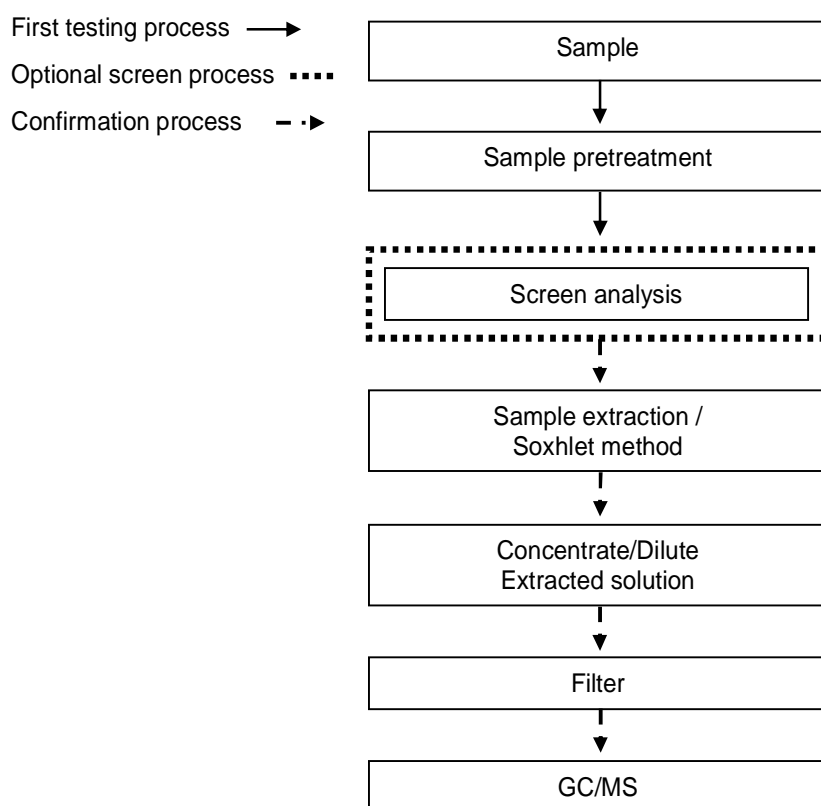 First testing process
Optional screen process
Confirmation process
Sample
Sample pretreatment
Screen analysis
Sample extraction /
Soxhlet method
Concentrate/Dilute
Extracted solution
Filter
GC/MS